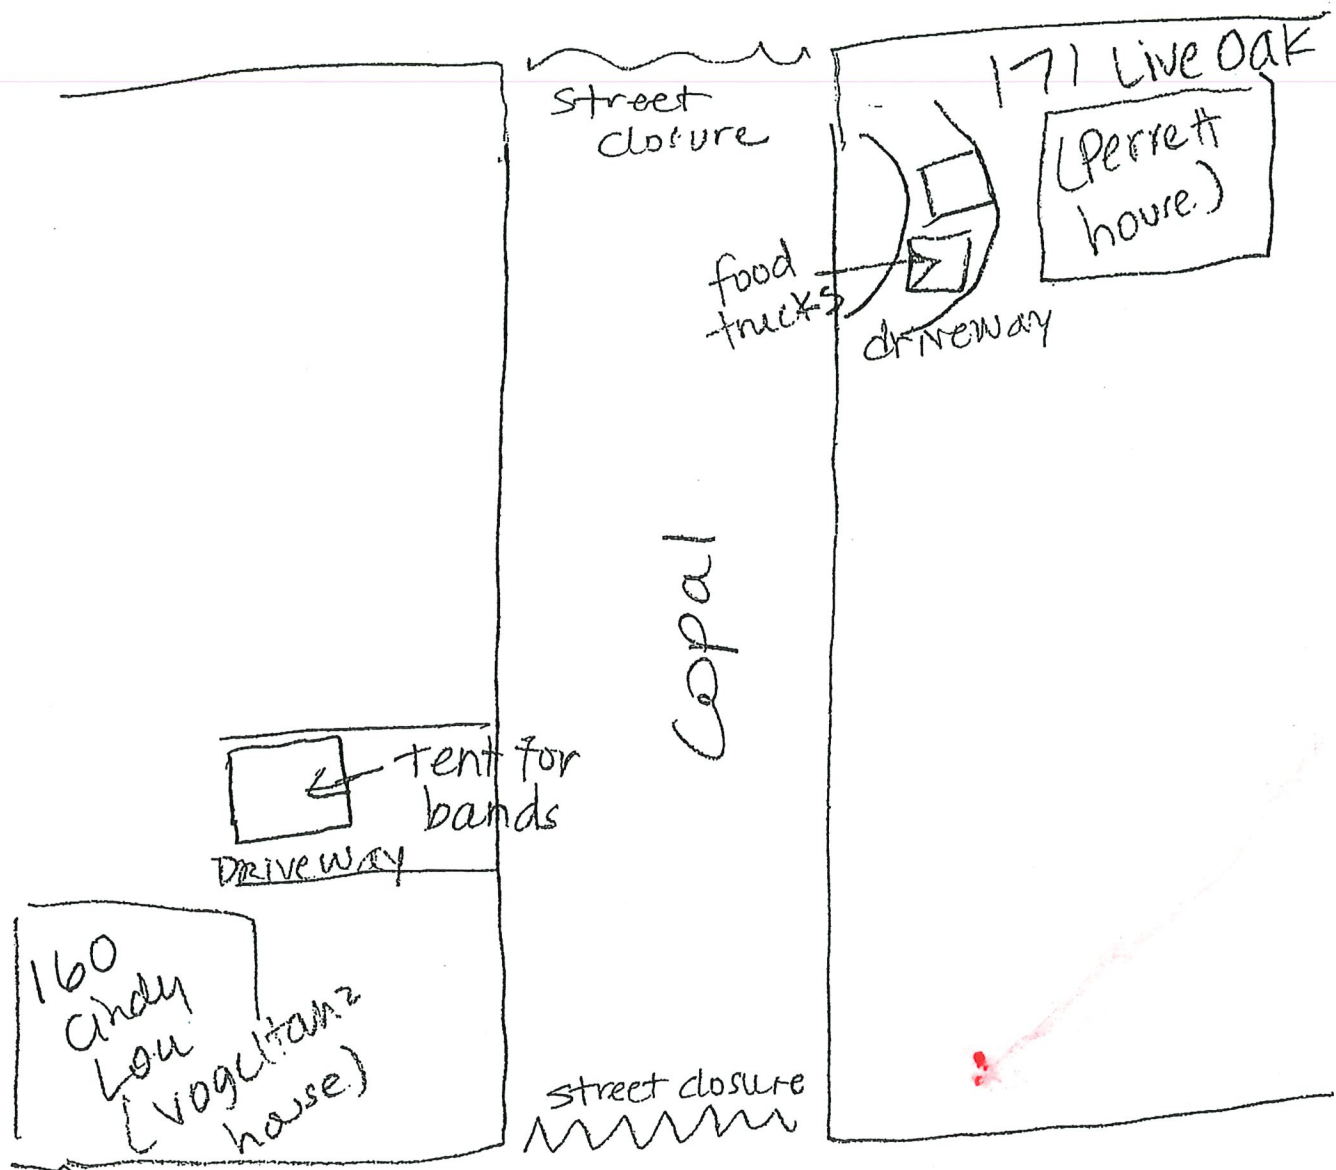 171 Live Oak
street
closure
(Perrett
house)
food
trucks
driveway
Copal
tent for
bands
DRIVEWAY
160
Cindy
Lou
(Vogeltanz
house)
street closure